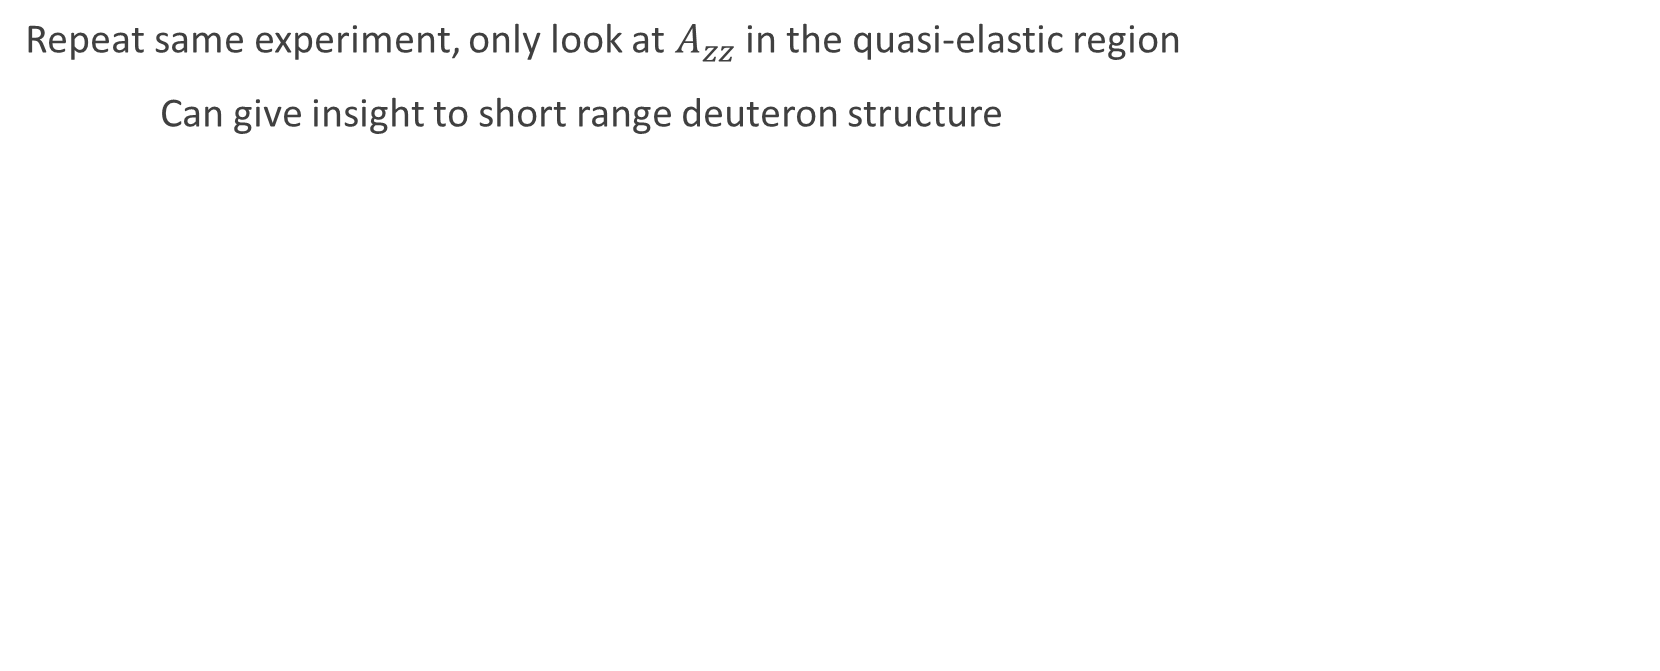 Repeat same experiment, only look at A_zz in the quasi-elastic region
Can give insight to short range deuteron structure